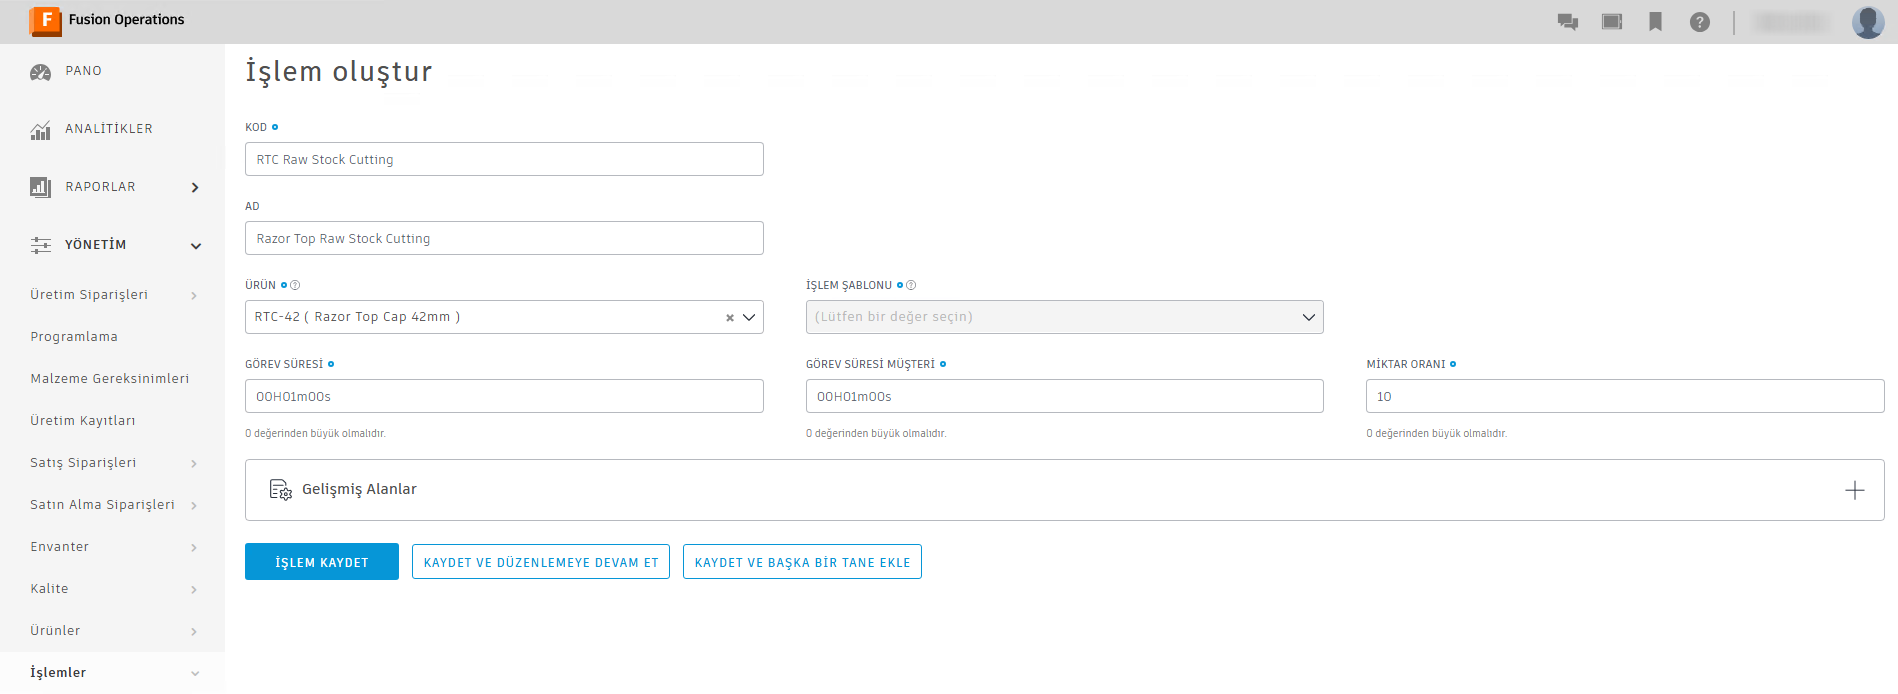 F Fusion Operations
?
PANO
ANALİTİKLER
RAPORLAR
YÖNETİM
Üretim Siparişleri
Programlama
Malzeme Gereksinimleri
Üretim Kayıtları
Satış Siparişleri
Satın Alma Siparişleri
Envanter
Kalite
Ürünler
İşlemler
İşlem oluştur
KOD
RTC Raw Stock Cutting
AD
Razor Top Raw Stock Cutting
ÜRÜN ?
RTC-42 ( Razor Top Cap 42mm )
İŞLEM ŞABLONU ?
(Lütfen bir değer seçin)
GÖREV SÜRESİ
00H01m00s
0 değerinden büyük olmalıdır.
GÖREV SÜRESİ MÜŞTERİ
00H01m00s
0 değerinden büyük olmalıdır.
MİKTAR ORANI
10
0 değerinden büyük olmalıdır.
Gelişmiş Alanlar
İŞLEM KAYDET
KAYDET VE DÜZENLEMEYE DEVAM ET
KAYDET VE BAŞKA BİR TANE EKLE